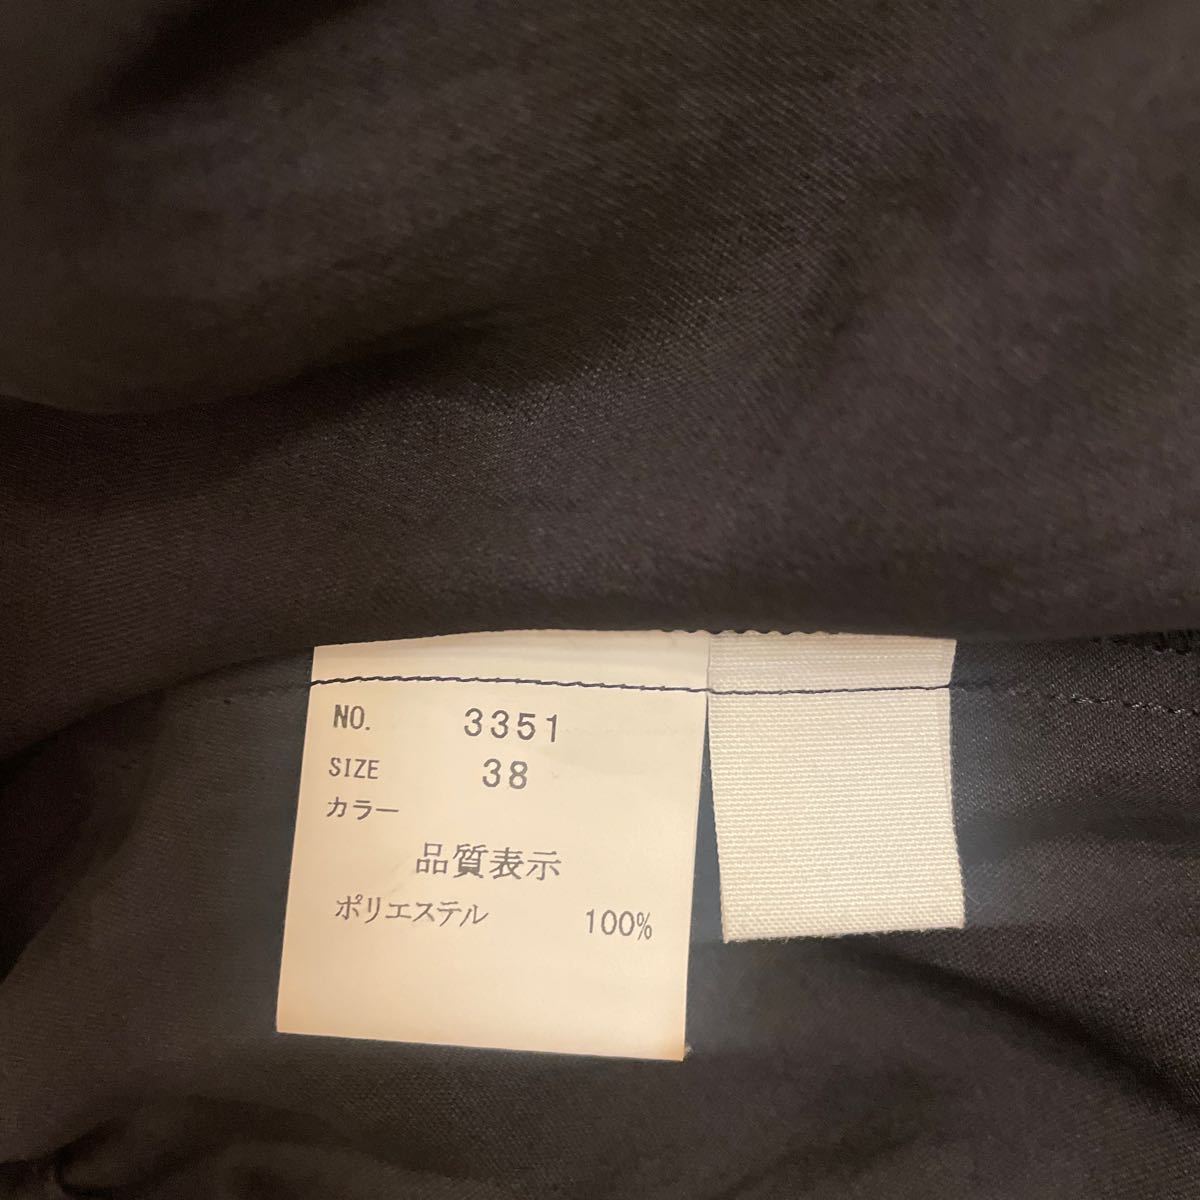 NO. 3351
SIZE 38
カラー
品質表示
ポリエステル 100%